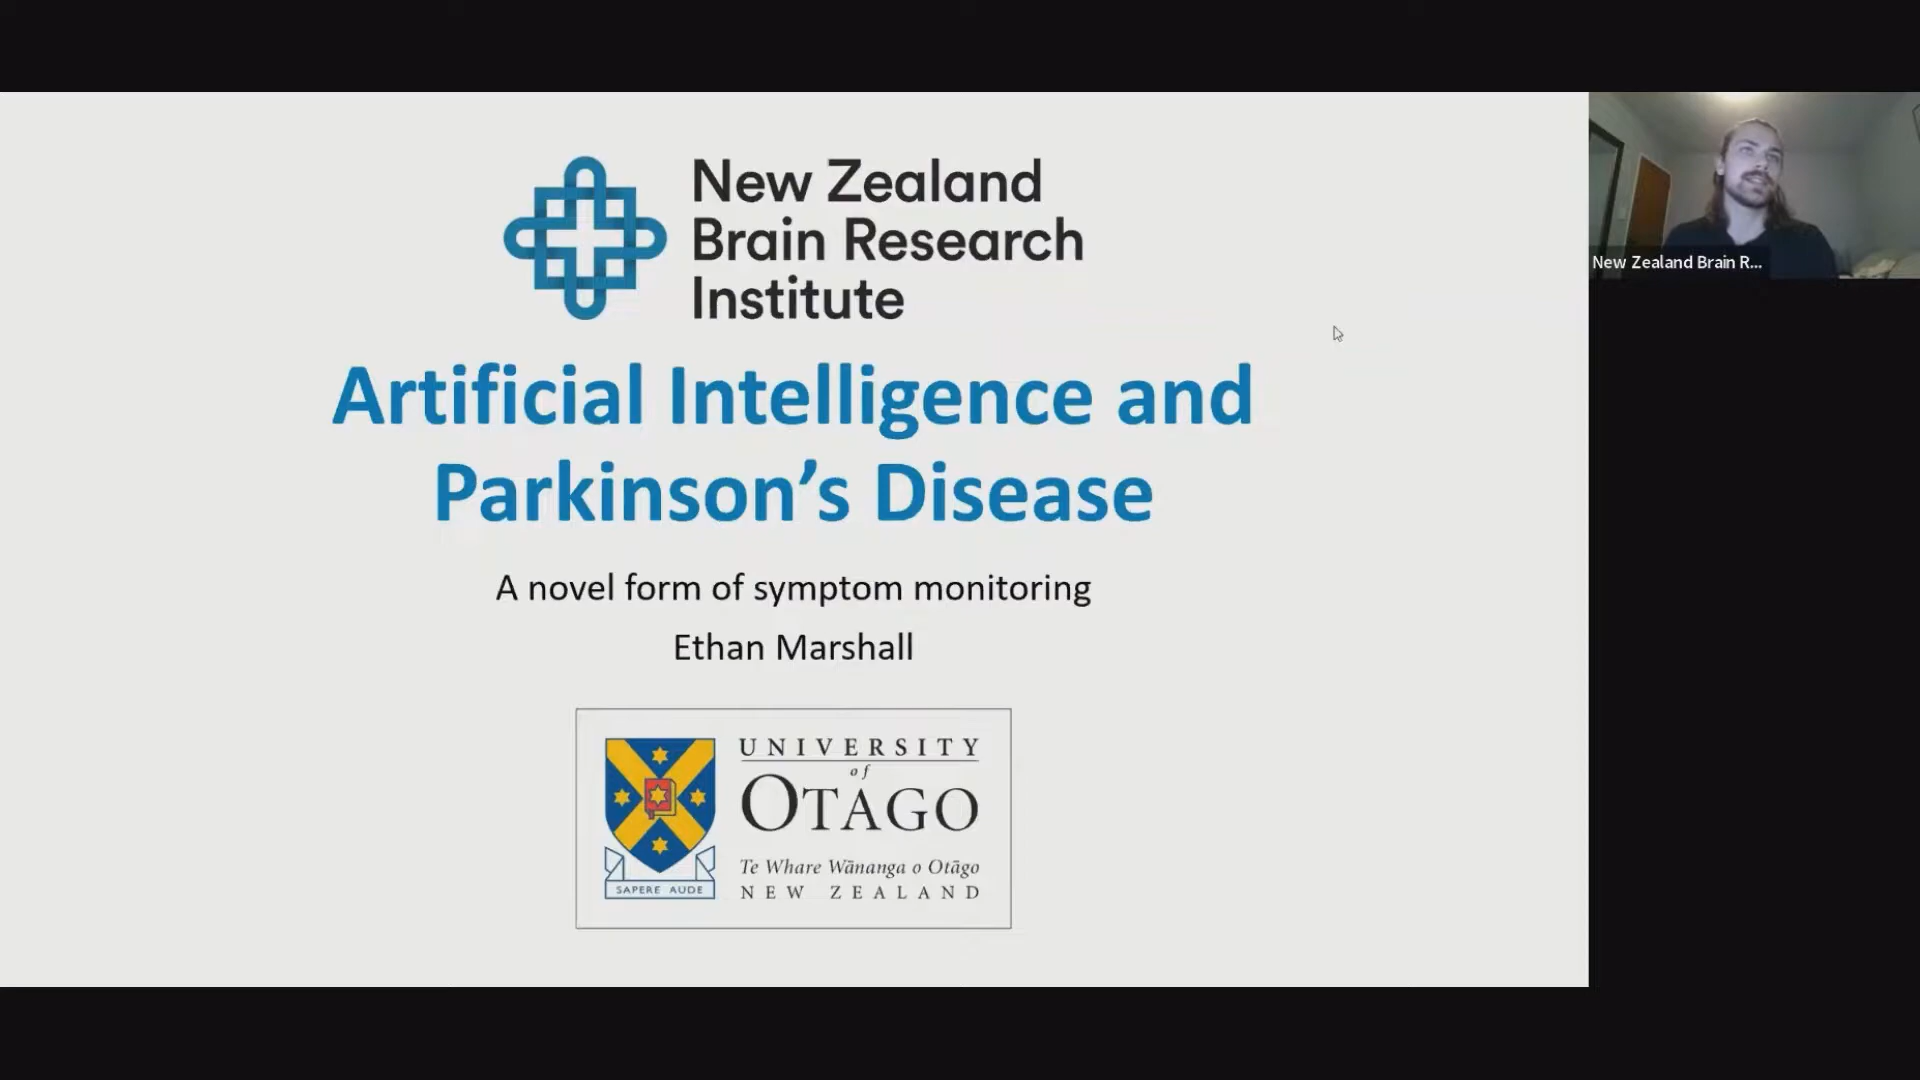 New Zealand
Brain Research
Institute
Artificial Intelligence and
Parkinson’s Disease
A novel form of symptom monitoring
Ethan Marshall
UNIVERSITY
of
OTAGO
Te Whare Wānanga o Otāgo
NEW ZEALAND
SAPERE AUDE
New Zealand Brain R...